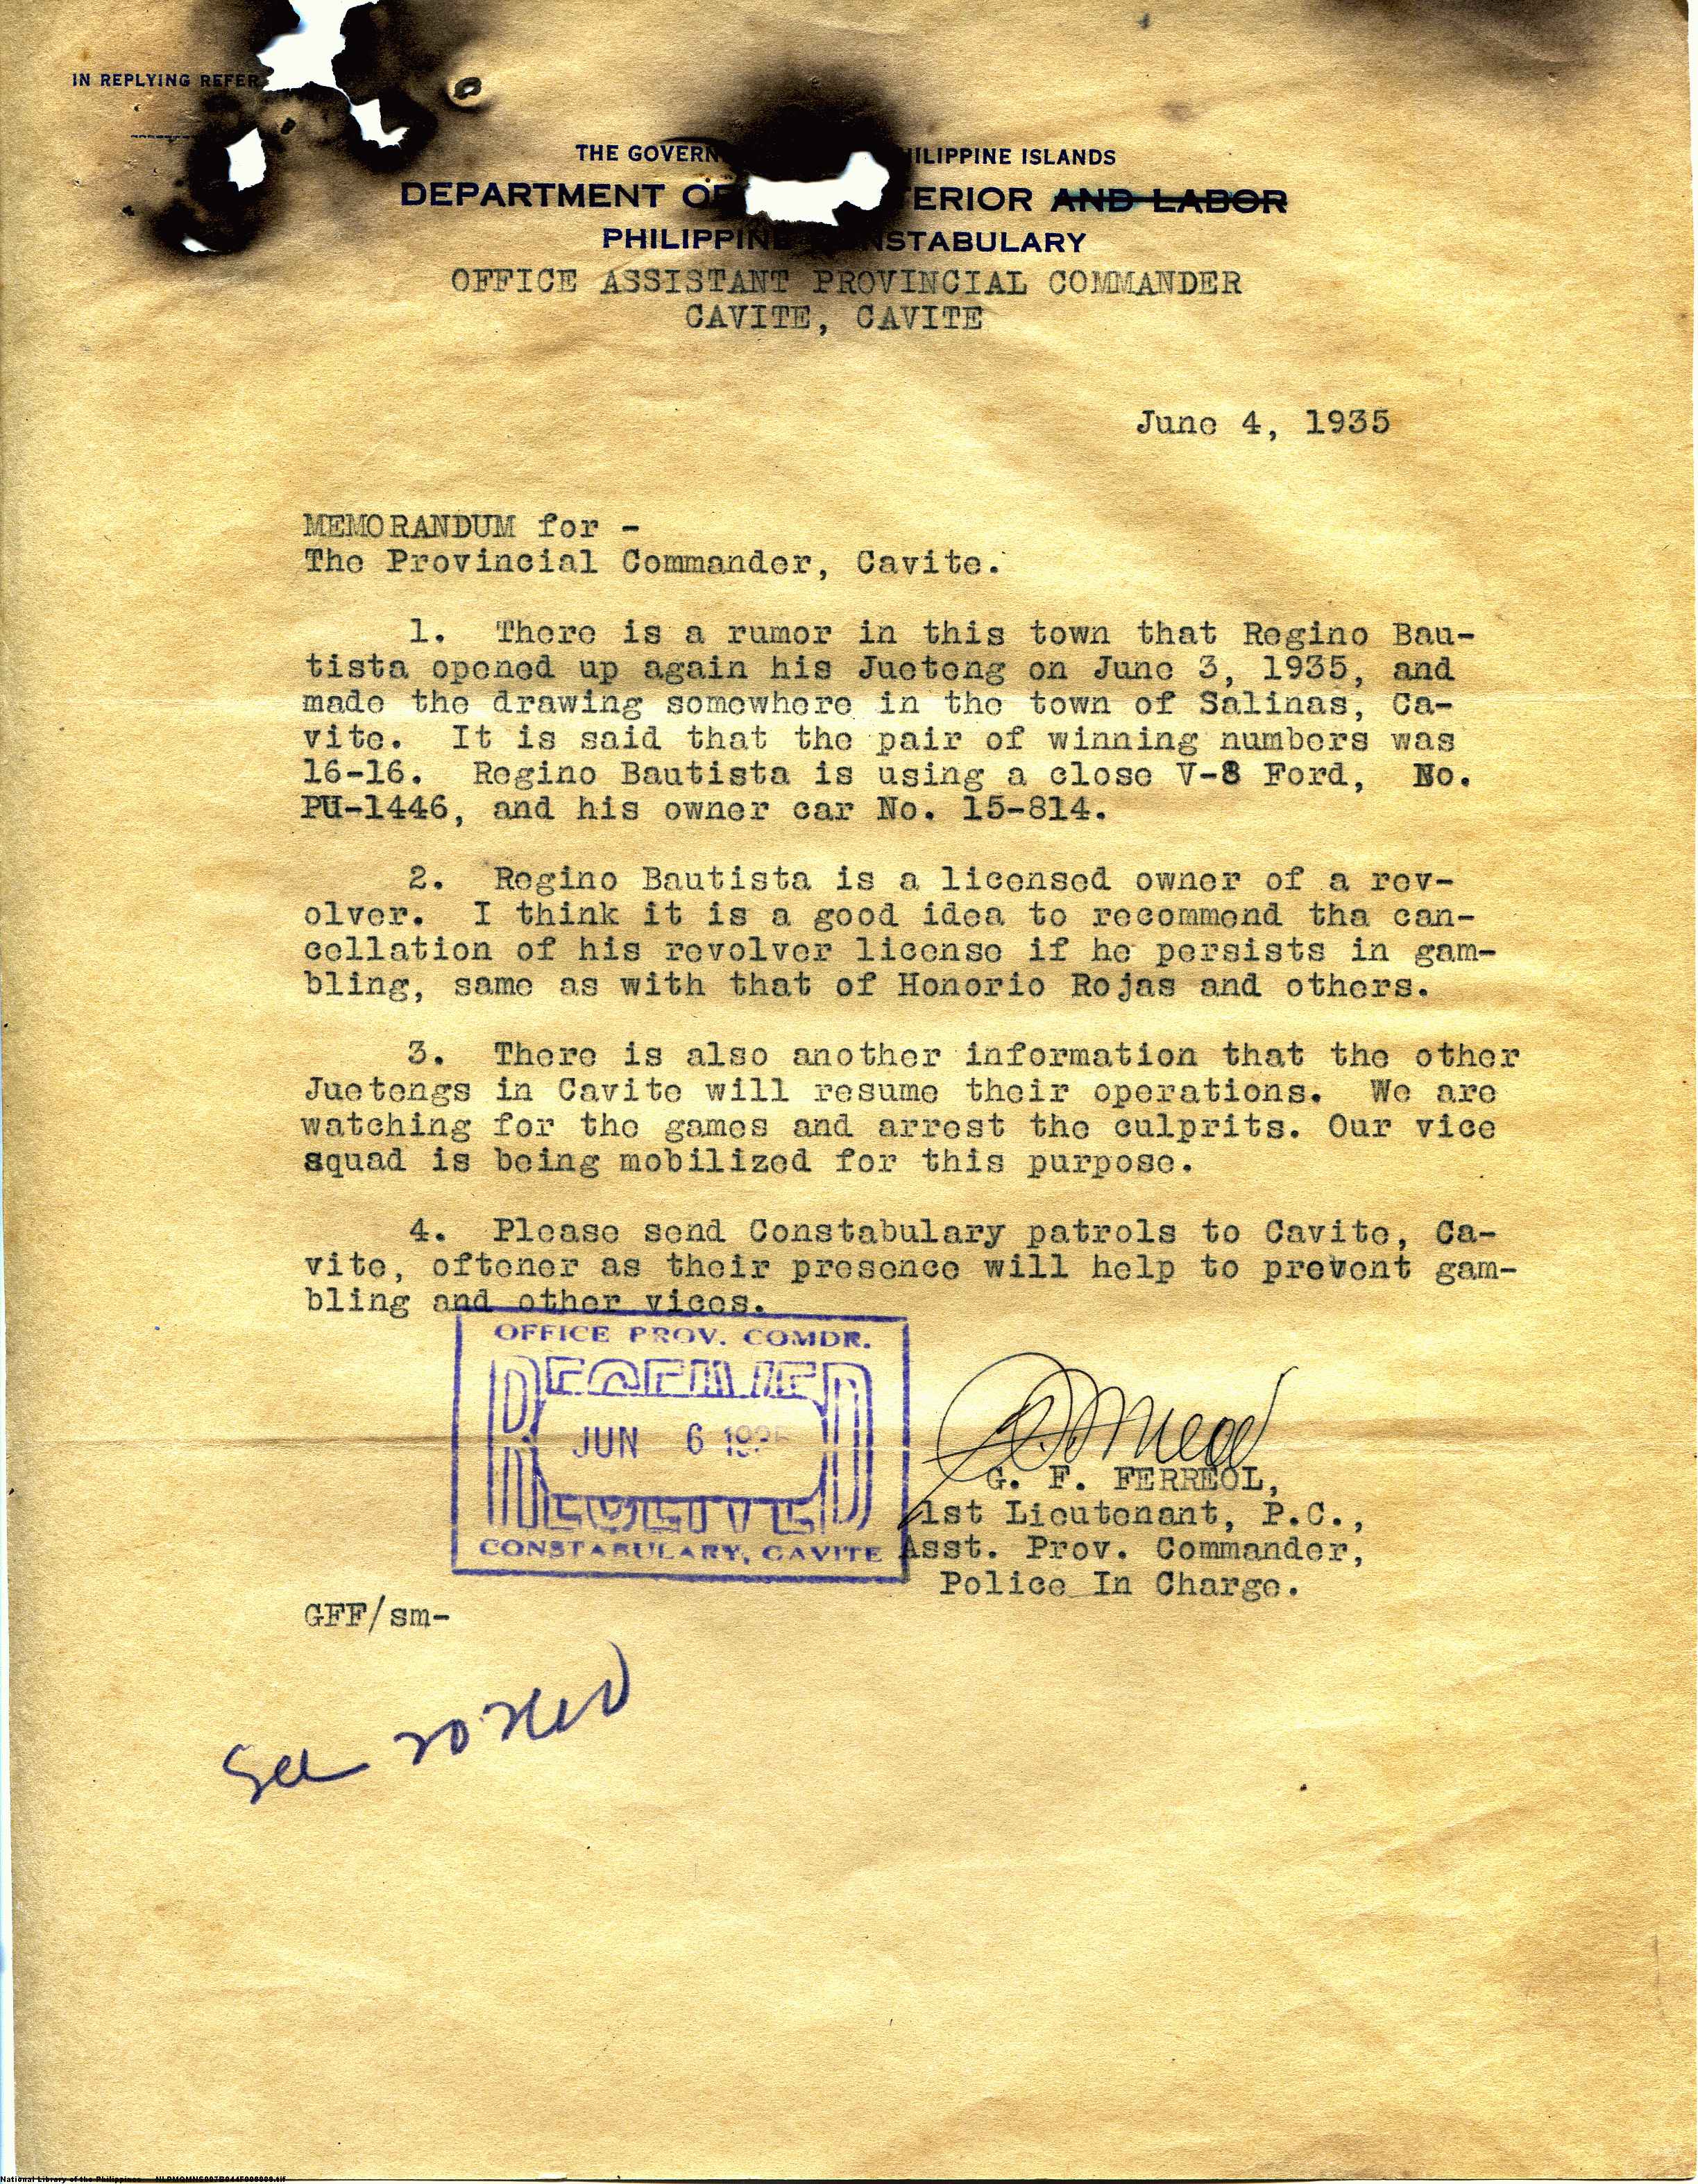 IN REPLYING REFER
THE GOVERN ILIPPINE ISLANDS
DEPARTMENT OF TERIOR AND LABOR
PHILIPPIN NSTABULARY
OFFICE ASSISTANT PROVINCIAL COMMANDER
CAVITE, CAVITE
June 4, 1935
MEMORANDUM for -
The Provincial Commander, Cavite.
1. There is a rumor in this town that Regino Bau-
tista opened up again his Jueteng on June 3, 1935, and
made the drawing somewhere in the town of Salinas, Ca-
vite. It is said that the pair of winning numbers was
16-16. Regino Bautista is using a close V-8 Ford, No.
PU-1446, and his owner car No. 15-814.
2. Regino Bautista is a licensed owner of a rev-
olver. I think it is a good idea to recommend tha can-
cellation of his revolver license if he persists in gam-
bling, same as with that of Honorio Rojas and others.
3. There is also another information that the other
Juetengs in Cavite will resume their operations. We are
watching for the games and arrest the culprits. Our vice
squad is being mobilized for this purpose.
4. Please send Constabulary patrols to Cavite, Ca-
vite, oftener as their presence will help to prevent gam-
bling and other vices.
OFFICE PROV. COMDR.
RECEIVED
JUN 6 193
RECEIVED
CONSTABULARY, CAVITE
G. F. FERREOL,
1st Lieutenant, P.C.,
Asst. Prov. Commander,
Police In Charge.
GFF/sm-
National Library of the Philippines